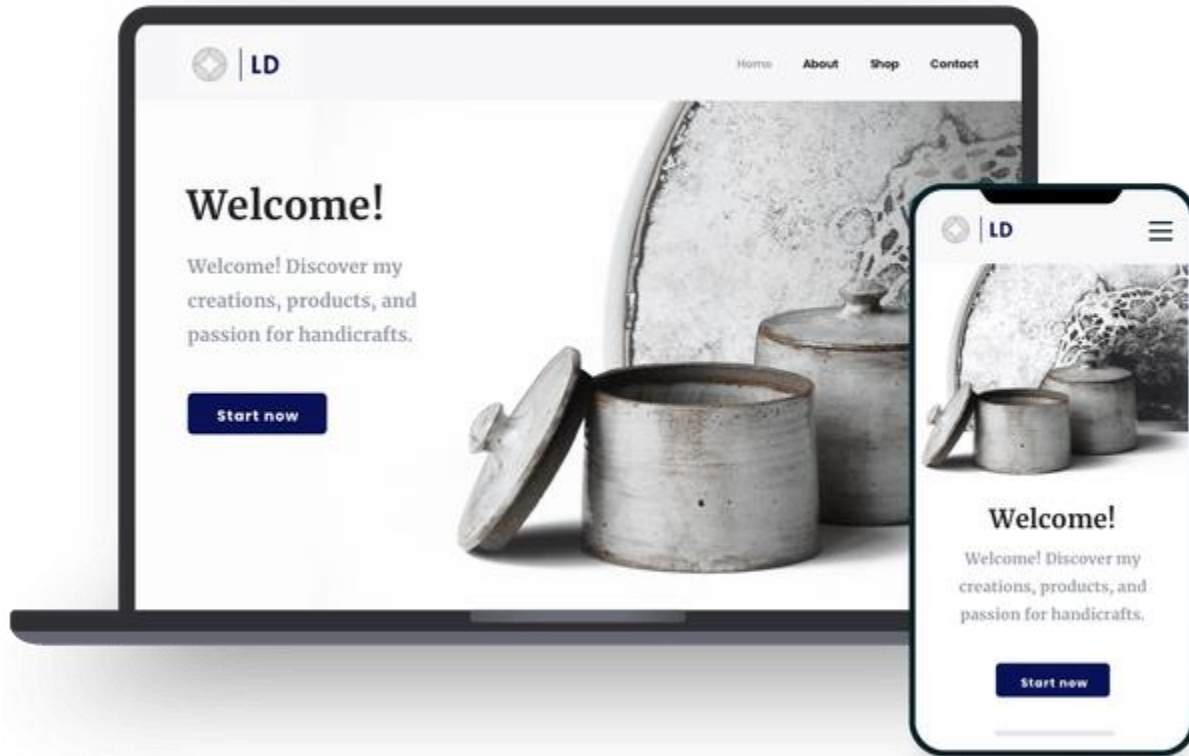 LD
Home About Shop Contact
Welcome!
Welcome! Discover my
creations, products, and
passion for handicrafts.
Start now
LD
Welcome!
Welcome! Discover my
creations, products, and
passion for handicrafts.
Start now